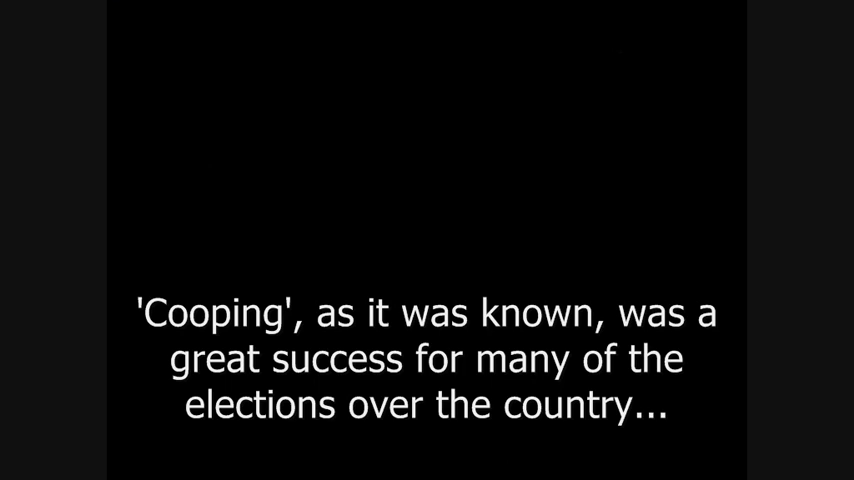 'Cooping', as it was known, was a
great success for many of the
elections over the country...